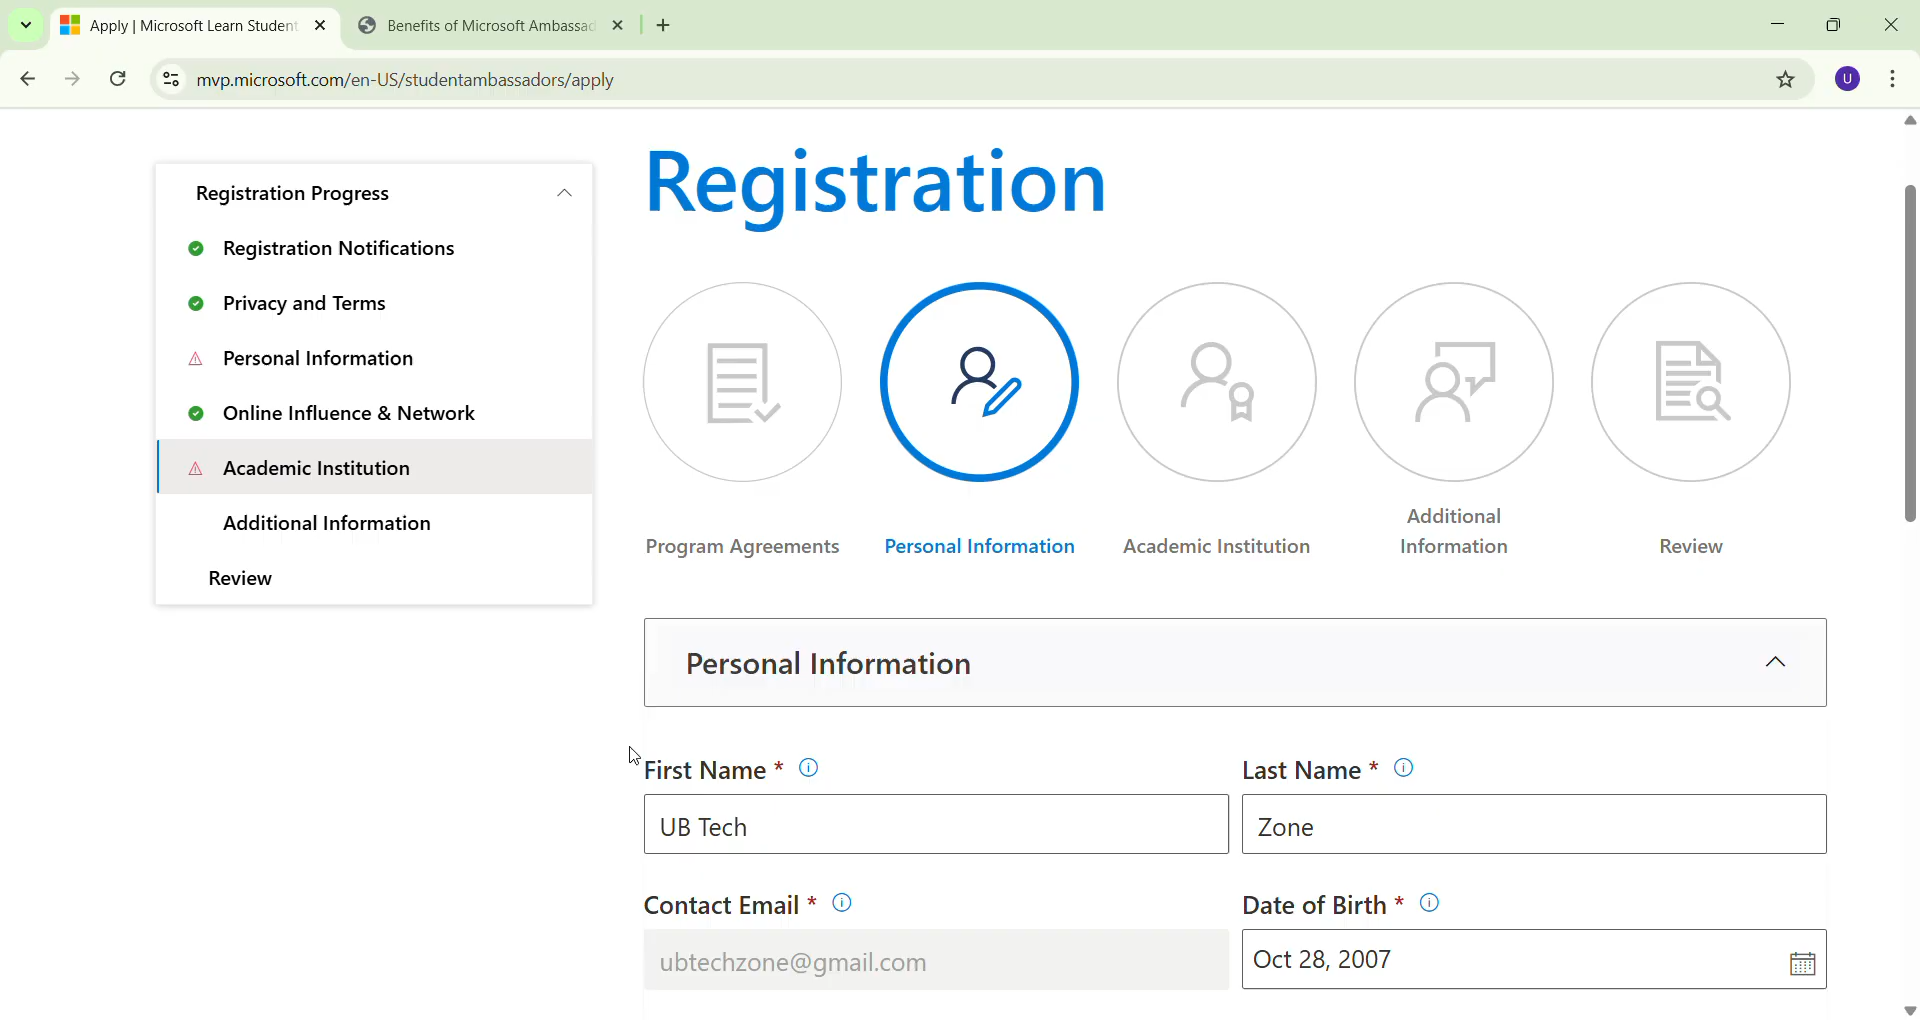 Apply | Microsoft Learn Student
Benefits of Microsoft Ambassad
mvp.microsoft.com/en-US/studentambassadors/apply
U
Registration Progress
Registration Notifications
Privacy and Terms
Personal Information
Online Influence & Network
Academic Institution
Additional Information
Review
Registration
Program Agreements
Personal Information
Academic Institution
Additional
Information
Review
Personal Information
First Name *
Last Name *
UB Tech
Zone
Contact Email *
Date of Birth *
ubtechzone@gmail.com
Oct 28, 2007